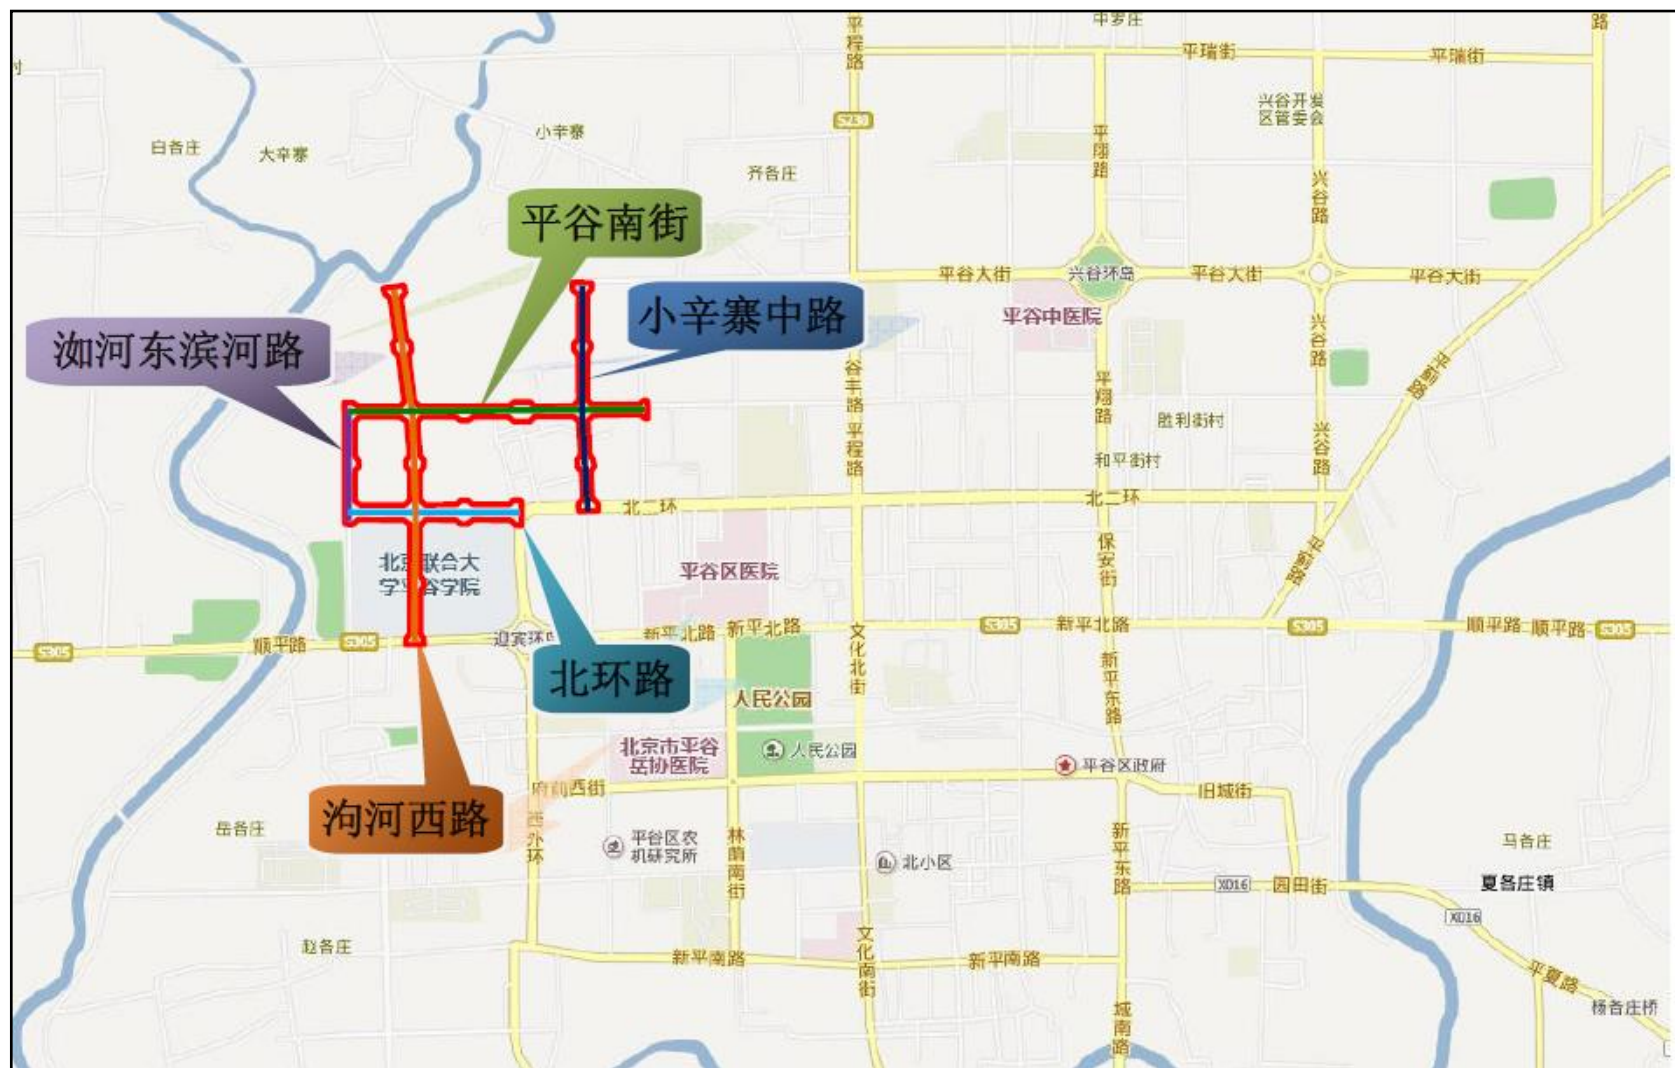 中罗庄
路
平程路
平瑞街
平瑞街
村
兴谷开发
区管委会
S230
小辛寨
白各庄
大辛寨
平翔路
齐各庄
兴谷路
平谷南街
平谷大街
兴谷环岛
平谷大街
平谷大街
小辛寨中路
平谷中医院
洳河东滨河路
兴谷路
谷丰路
平程路
平翔路
平蓟路
胜利街村
兴谷路
和平街村
北二环
北二环
保安街
平蓟路
北京联合大
学平谷学院
平谷区医院
顺平路
S305
S305
迎宾环岛
新平北路
新平北路
S305
新平北路
S305
顺平路
顺平路
S305
文化北街
北环路
新平东路
人民公园
北京市平谷
岳协医院
人民公园
平谷区政府
府前西街
旧城街
泃河西路
岳各庄
西外环
平谷区农
机研究所
林荫南街
北小区
新平东路
马各庄
X016
园田街
夏各庄镇
X016
赵各庄
新平南路
文化南街
新平南路
平夏路
杨各庄桥
城南路